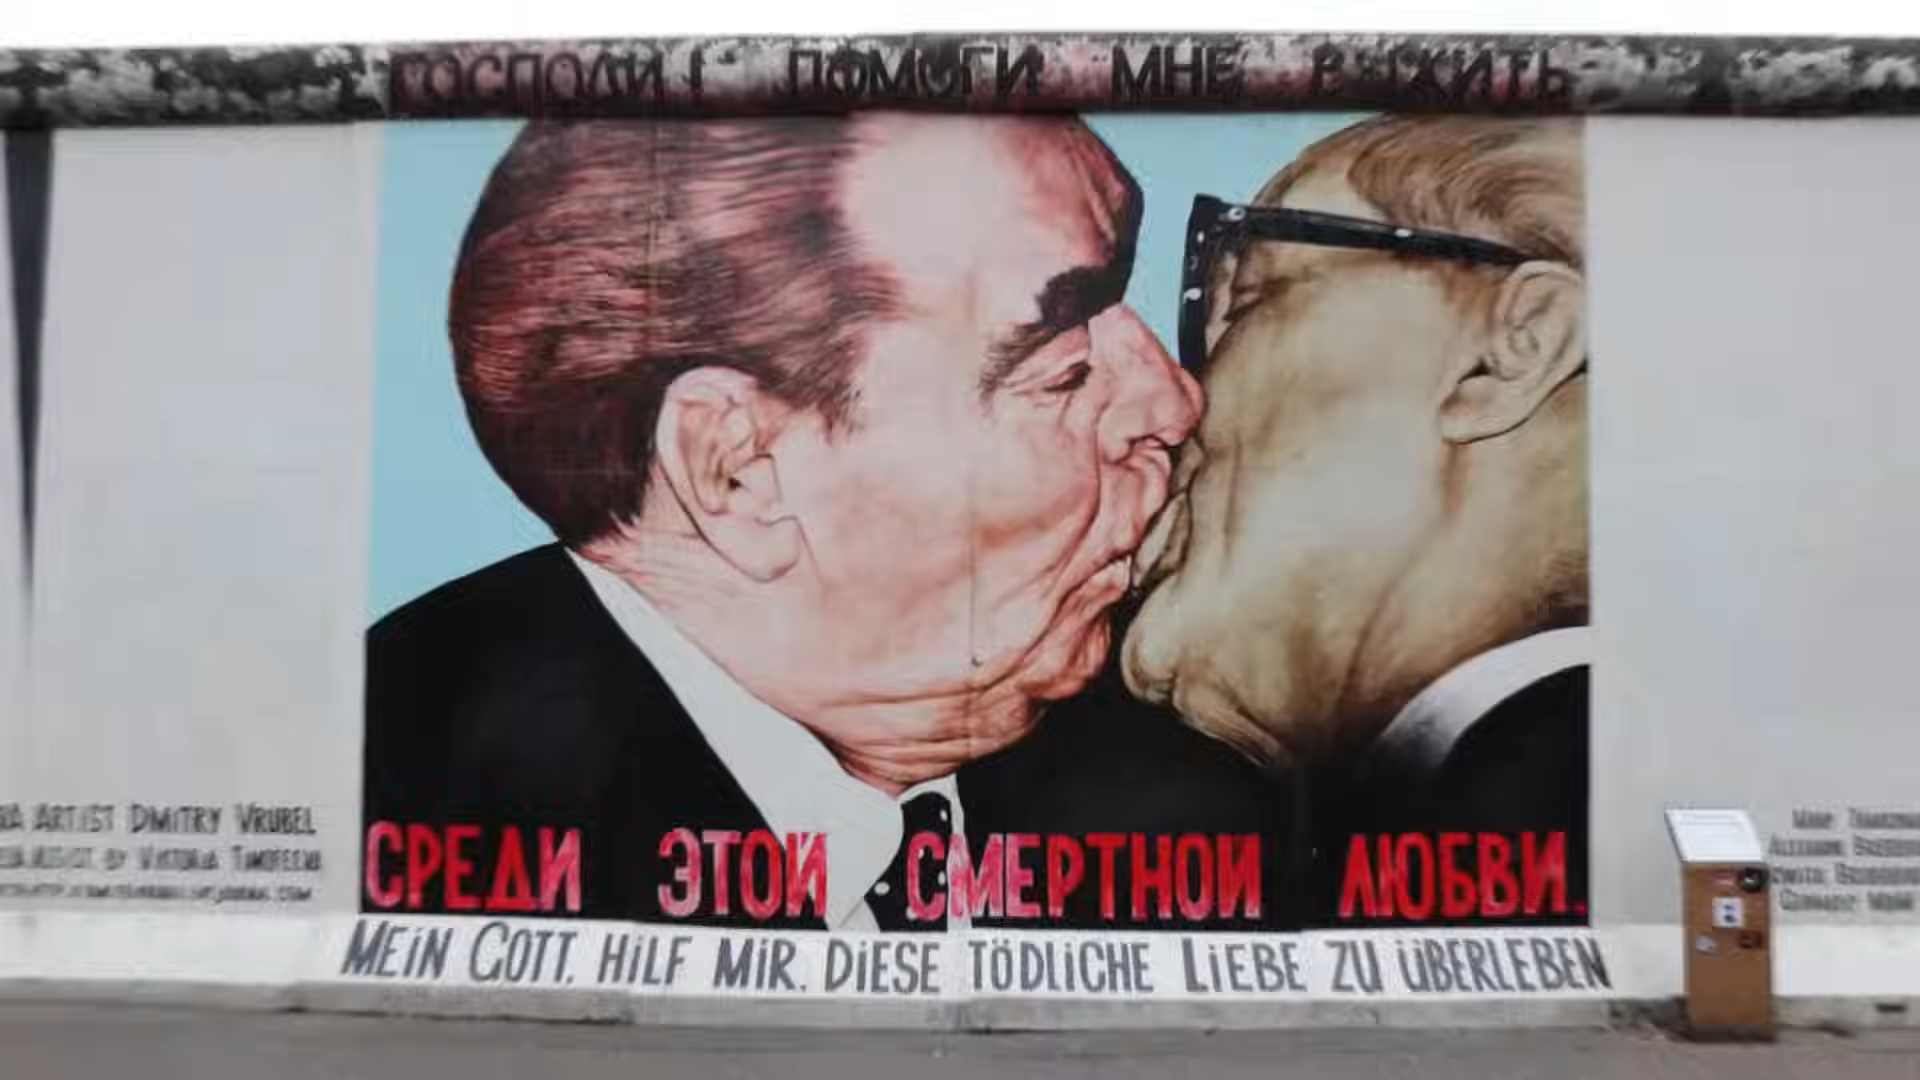 ГОСПОДИ! ПОМОГИ МНЕ ВЫЖИТЬ
СРЕДИ ЭТОЙ СМЕРТНОЙ ЛЮБВИ.
MEIN GOTT. HILF MIR. DIESE TÖDLICHE LIEBE ZU ÜBERLEBEN
ARTIST DMITRY VRUBEL